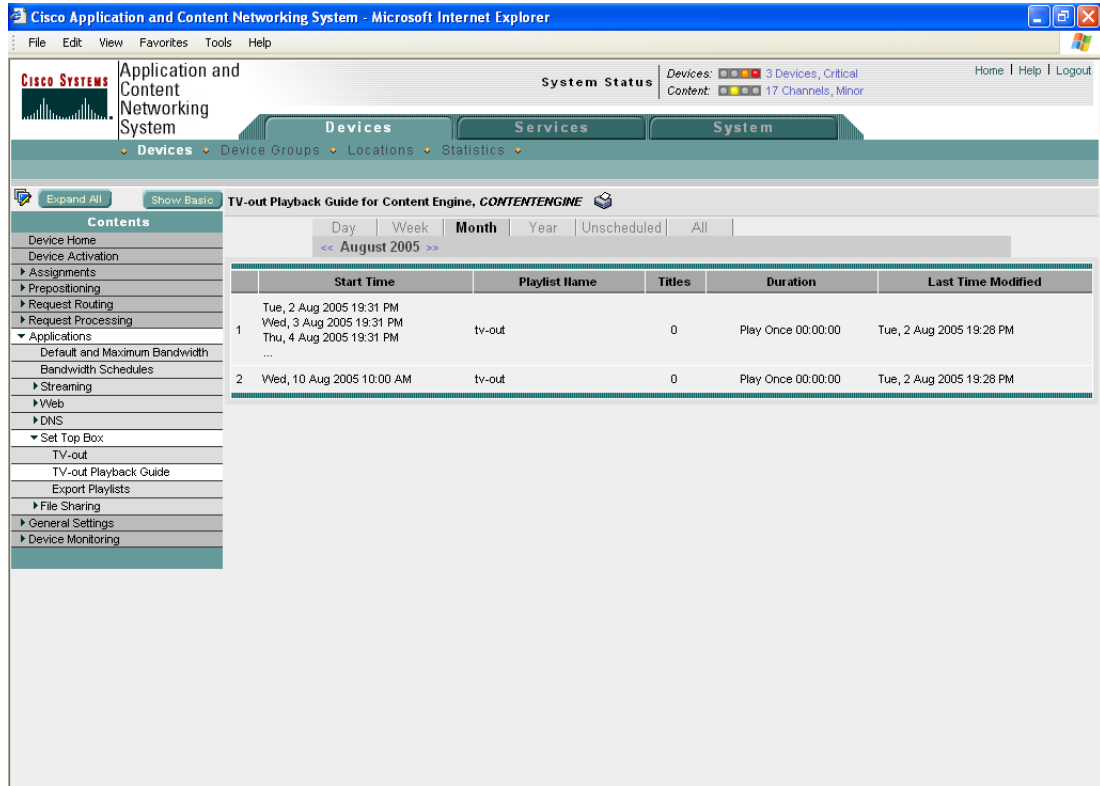 Cisco Application and Content Networking System - Microsoft Internet Explorer
File Edit View Favorites Tools Help
CISCO SYSTEMS
Application and
Content
Networking
System
System Status
Devices: 3 Devices, Critical
Content: 17 Channels, Minor
Home | Help | Logout
Devices Services System
Devices Device Groups Locations Statistics
Expand All Show Basic
TV-out Playback Guide for Content Engine, CONTENTENGINE
Contents
Device Home
Device Activation
Assignments
Prepositioning
Request Routing
Request Processing
Applications
Default and Maximum Bandwidth
Bandwidth Schedules
Streaming
Web
DNS
Set Top Box
TV-out
TV-out Playback Guide
Export Playlists
File Sharing
General Settings
Device Monitoring
Day | Week | Month | Year | Unscheduled | All
<< August 2005 >>
Start Time Playlist Name Titles Duration Last Time Modified
Tue, 2 Aug 2005 19:31 PM
Wed, 3 Aug 2005 19:31 PM
1 tv-out 0 Play Once 00:00:00 Tue, 2 Aug 2005 19:28 PM
Thu, 4 Aug 2005 19:31 PM
...
2 Wed, 10 Aug 2005 10:00 AM tv-out 0 Play Once 00:00:00 Tue, 2 Aug 2005 19:28 PM